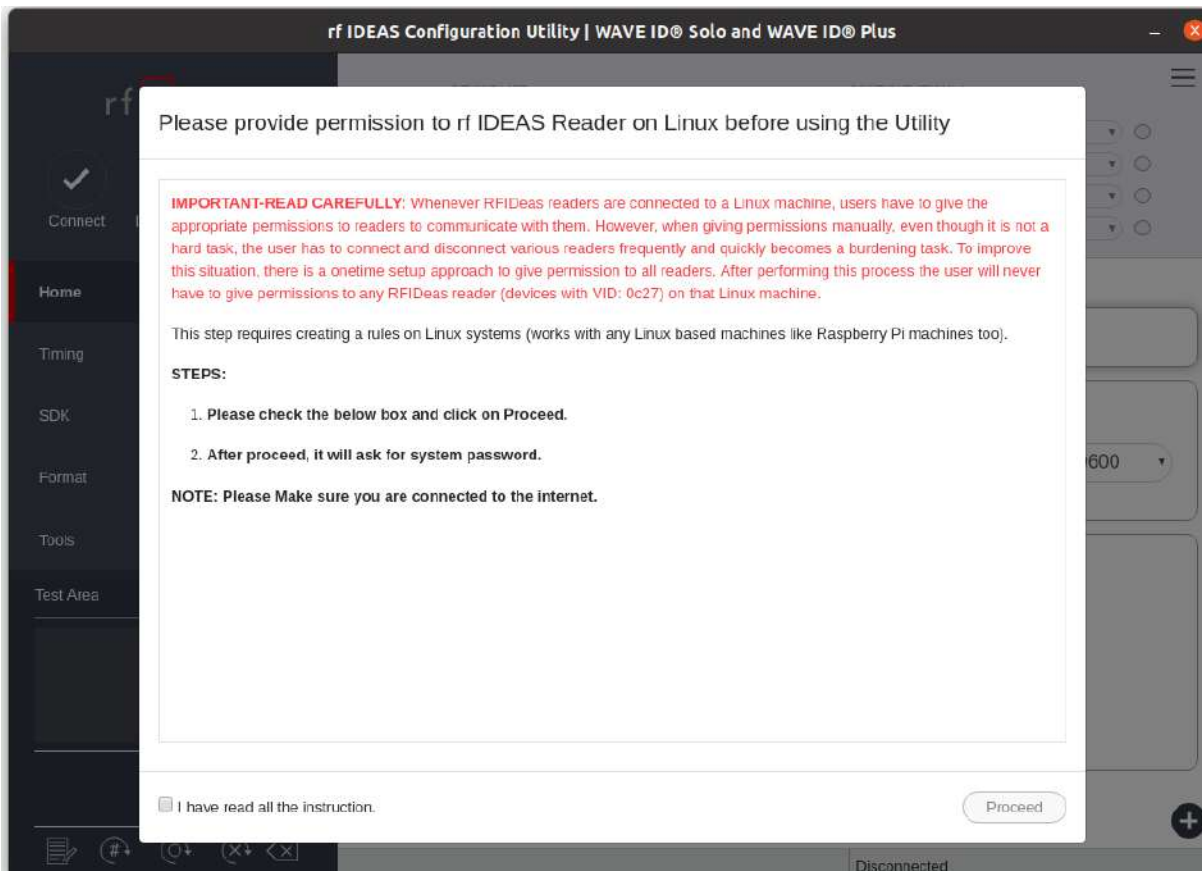 rf IDEAS Configuration Utility | WAVE ID® Solo and WAVE ID® Plus
rf
Please provide permission to rf IDEAS Reader on Linux before using the Utility
IMPORTANT-READ CAREFULLY: Whenever RFIDeas readers are connected to a Linux machine, users have to give the
appropriate permissions to readers to communicate with them. However, when giving permissions manually, even though it is not a
hard task, the user has to connect and disconnect various readers frequently and quickly becomes a burdening task. To improve
this situation, there is a onetime setup approach to give permission to all readers. After performing this process the user will never
have to give permissions to any RFIDeas reader (devices with VID: 0c27) on that Linux machine.
This step requires creating a rules on Linux systems (works with any Linux based machines like Raspberry Pi machines too).
STEPS:
1. Please check the below box and click on Proceed.
2. After proceed, it will ask for system password.
NOTE: Please Make sure you are connected to the internet.
I have read all the instruction.
Proceed
Connect
Home
Timing
SDK
Format
Tools
Test Area
600
Disconnected